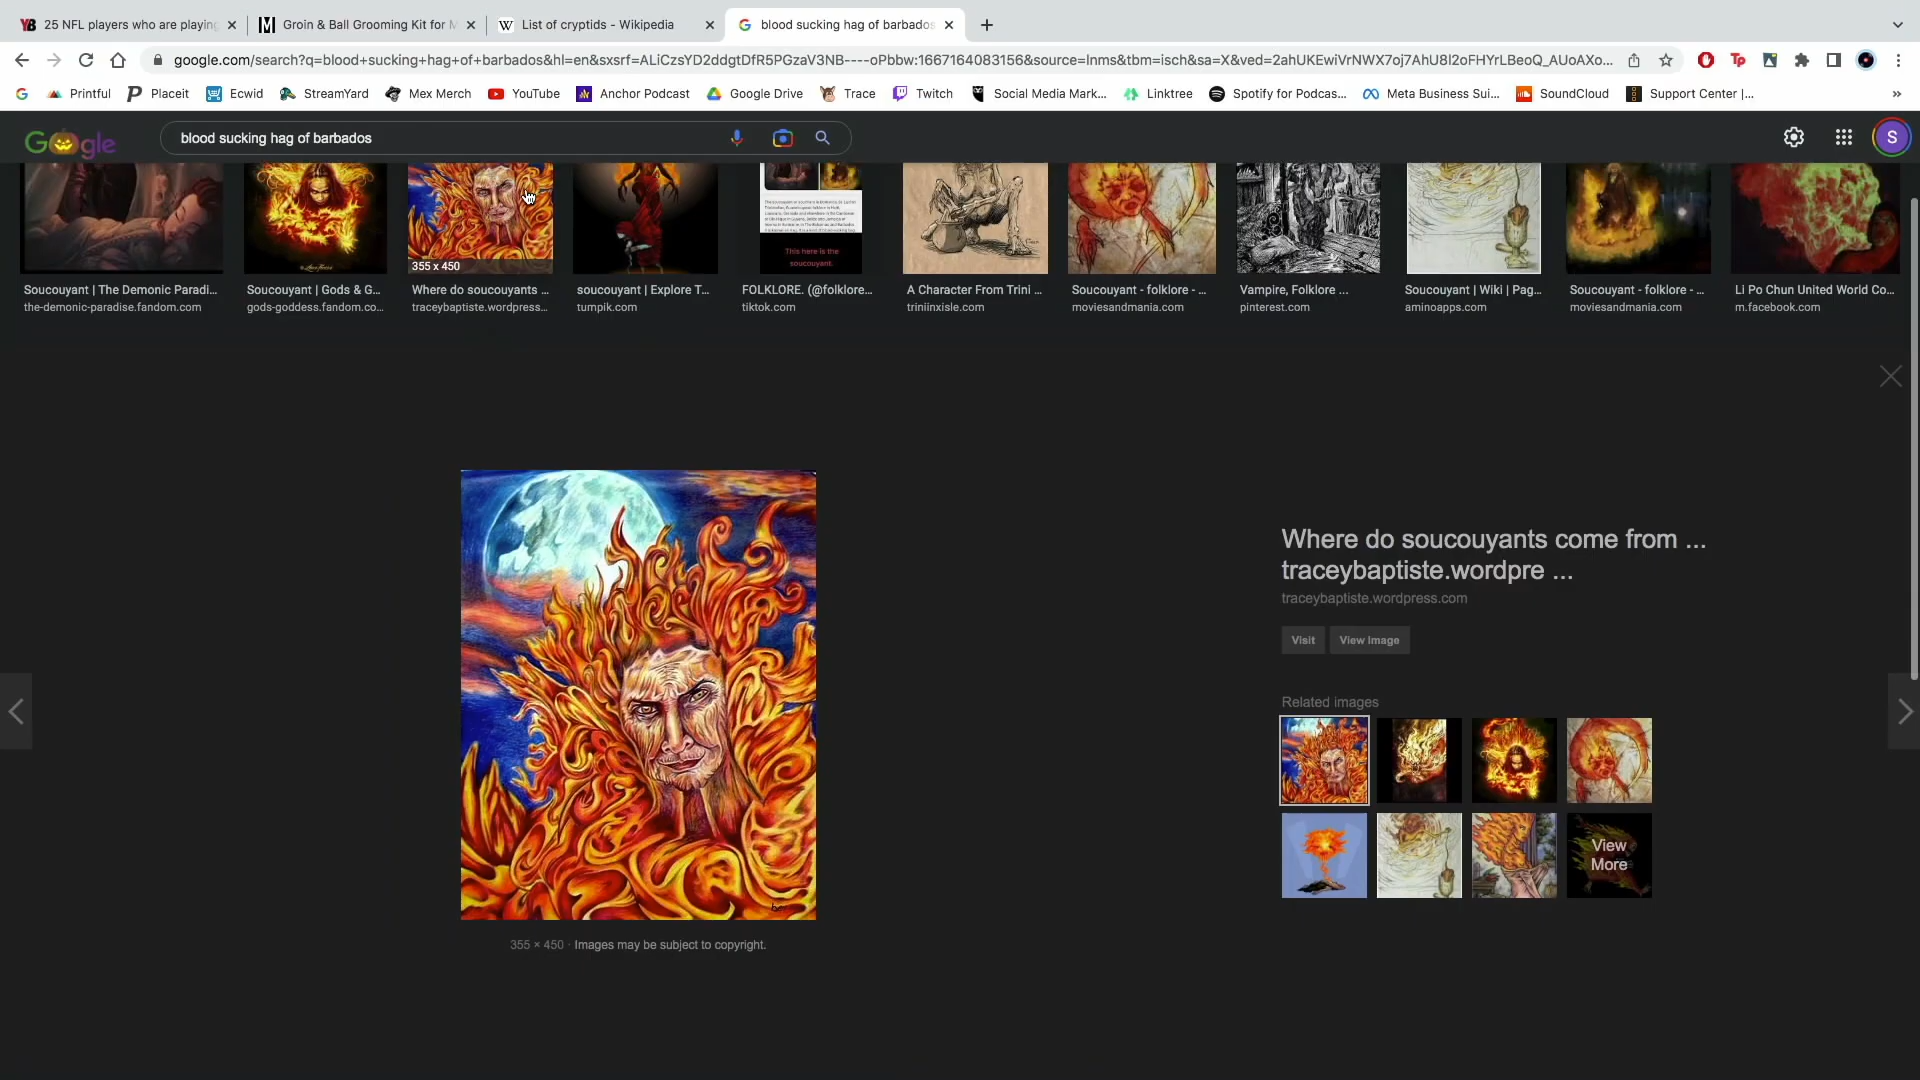 25 NFL players who are playing
Groin & Ball Grooming Kit for M
List of cryptids - Wikipedia
blood sucking hag of barbados
google.com/search?q=blood+sucking+hag+of+barbados&hl=en&sxsrf=ALiCzsYD2ddgtDfR5PGzaV3NB----oPbbw:1667164083156&source=lnms&tbm=isch&sa=X&ved=2ahUKEwiVrNWX7oj7AhU8l2oFHYrLBeoQ_AUoAXo...
Printful Placeit Ecwid StreamYard Mex Merch YouTube Anchor Podcast Google Drive Trace Twitch Social Media Mark... Linktree Spotify for Podcas... Meta Business Sui... SoundCloud Support Center |... »
Google
blood sucking hag of barbados
S
This here is the
soucouyant.
355 x 450
Soucouyant | The Demonic Paradi...
the-demonic-paradise.fandom.com
Soucouyant | Gods & G...
gods-goddess.fandom.co...
Where do soucouyants ...
traceybaptiste.wordpress...
soucouyant | Explore T...
tumpik.com
FOLKLORE. (@folklore...
tiktok.com
A Character From Trini ...
triniinxisle.com
Soucouyant - folklore - ...
moviesandmania.com
Vampire, Folklore ...
pinterest.com
Soucouyant | Wiki | Pag...
aminoapps.com
Soucouyant - folklore - ...
moviesandmania.com
Li Po Chun United World Co...
m.facebook.com
Where do soucouyants come from ...
traceybaptiste.wordpre ...
traceybaptiste.wordpress.com
Visit View Image
Related images
View
More
355 × 450 · Images may be subject to copyright.